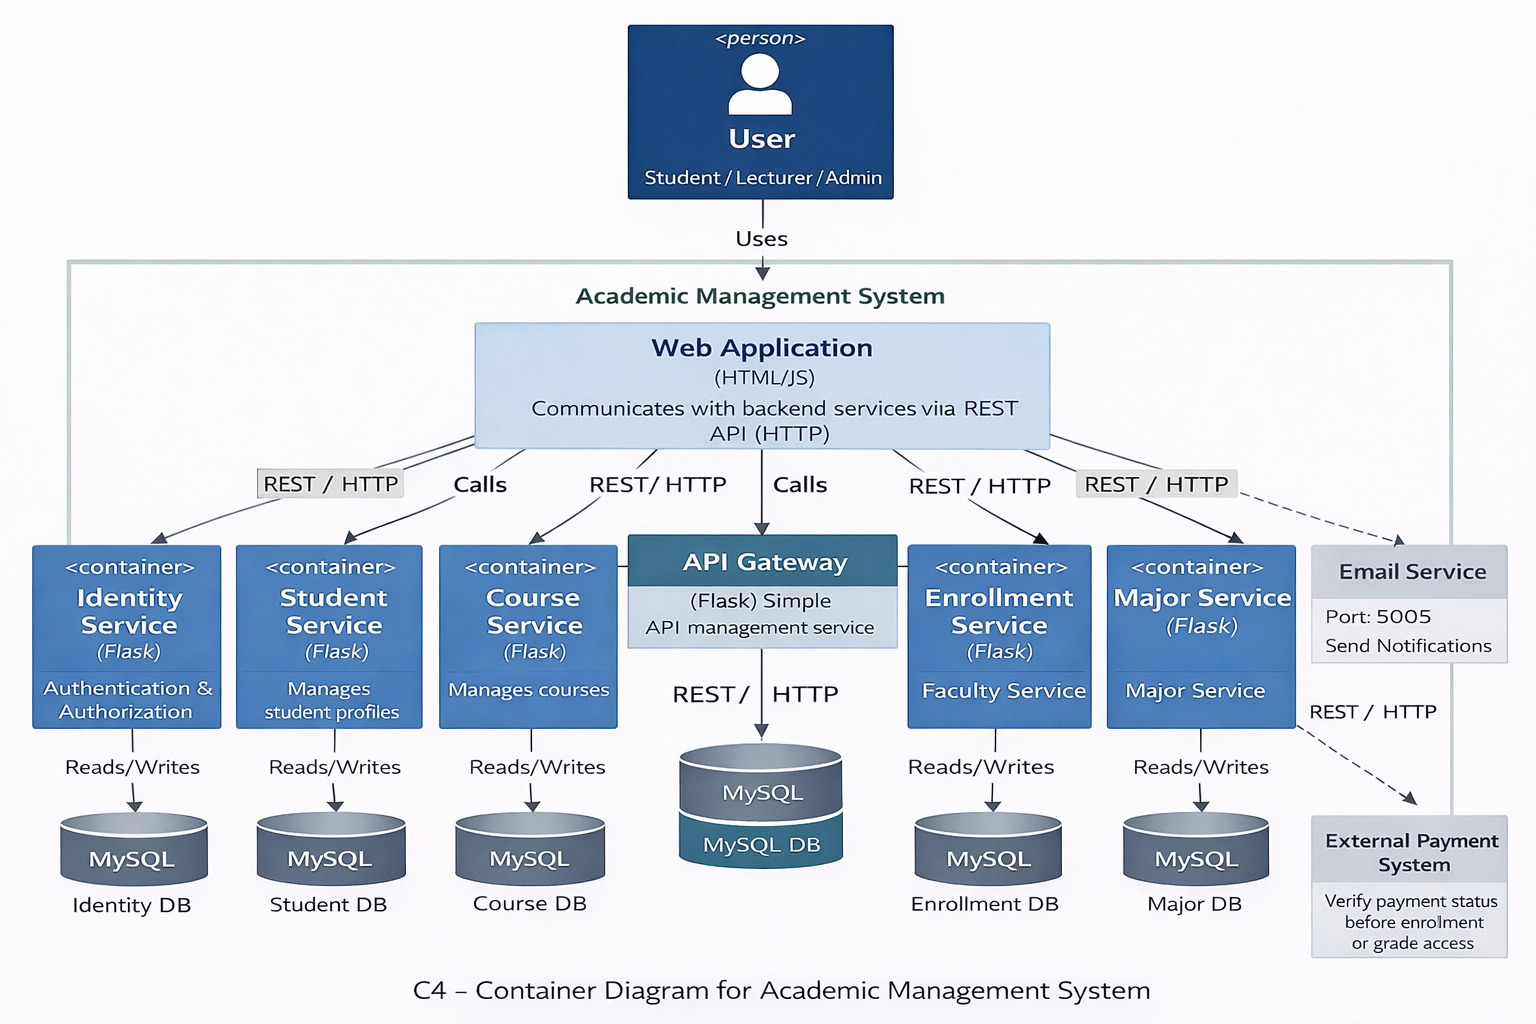 <person>
User
Student / Lecturer / Admin
Uses
Academic Management System
Web Application
(HTML/JS)
Communicates with backend services viıa REST
API (HTTP)
REST / HTTP
Calls
REST/ HTTP
Calls
REST / HTTP
REST / HTTP
<container>
Identity
Service
(Flask)
Authentication &
Authorization
<container>
Student
Service
(Flask)
Manages
student profiles
<container>
Course
Service
(Flask)
Manages courses
API Gateway
(Flask) Simple
API management service
<container>
Enrollment
Service
(Flask)
Faculty Service
<container>
Major Service
(Flask)
Major Service
Email Service
Port: 5005
Send Notifications
REST / HTTP
REST / HTTP
Reads/Writes
Reads/Writes
Reads/Writes
Reads/Writes
Reads/Writes
MySQL
Identity DB
MySQL
Student DB
MySQL
Course DB
MySQL
MySQL DB
MySQL
Enrollment DB
MySQL
Major DB
External Payment
System
Verify payment status
before enrollment
or grade access
C4 – Container Diagram for Academic Management System